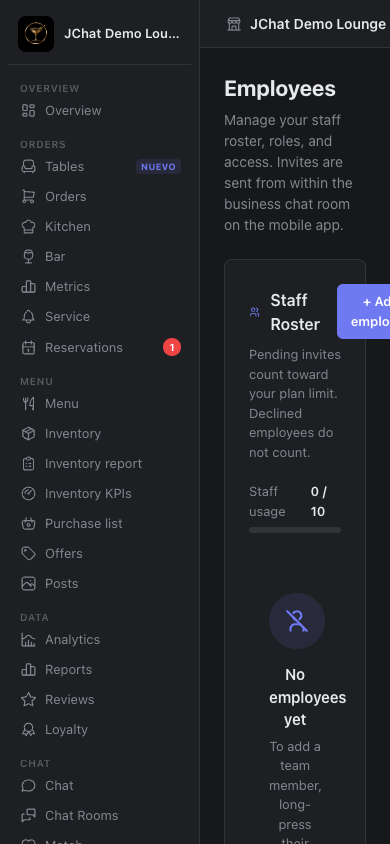 JChat Demo Lou...
OVERVIEW
Overview
ORDERS
Tables NUEVO
Orders
Kitchen
Bar
Metrics
Service
Reservations 1
MENU
Menu
Inventory
Inventory report
Inventory KPIs
Purchase list
Offers
Posts
DATA
Analytics
Reports
Reviews
Loyalty
CHAT
Chat
Chat Rooms
JChat Demo Lounge
Employees
Manage your staff
roster, roles, and
access. Invites are
sent from within the
business chat room
on the mobile app.
Staff
Roster
+ Ad
emplo
Pending invites
count toward
your plan limit.
Declined
employees do
not count.
Staff
usage
0 /
10
No
employees
yet
To add a
team
member,
long-
press
their